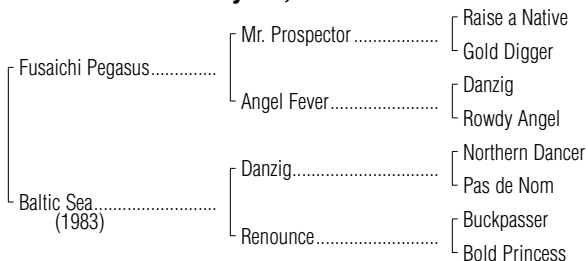 Fusaichi Pegasus..............
Baltic Sea..........................
(1983)
Mr. Prospector ..................
Angel Fever.......................
Danzig...............................
Renounce..........................
Raise a Native
Gold Digger
Danzig
Rowdy Angel
Northern Dancer
Pas de Nom
Buckpasser
Bold Princess